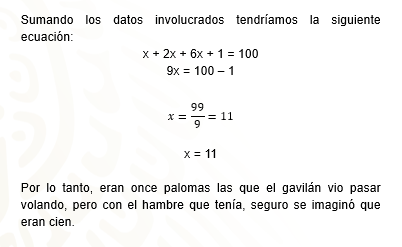 Sumando los datos involucrados tendríamos la siguiente
ecuación:
x + 2x + 6x + 1 = 100
9x = 100 – 1
x = 99/9 = 11
x = 11
Por lo tanto, eran once palomas las que el gavilán vio pasar
volando, pero con el hambre que tenía, seguro se imaginó que
eran cien.